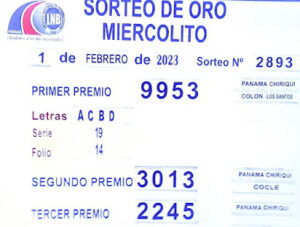 SORTEO DE ORO
MIERCOLITO
LNB
1 de FEBRERO de 2023 Sorteo Nº 2893
PRIMER PREMIO 9953
PANAMA CHIRIQUI
COLON LOS SANTOS
Letras A C B D
Serie 19
Folio 14
SEGUNDO PREMIO 3013
PANAMA CHIRIQUI
COCLE
TERCER PREMIO 2245
PANAMA CHIRIQUI